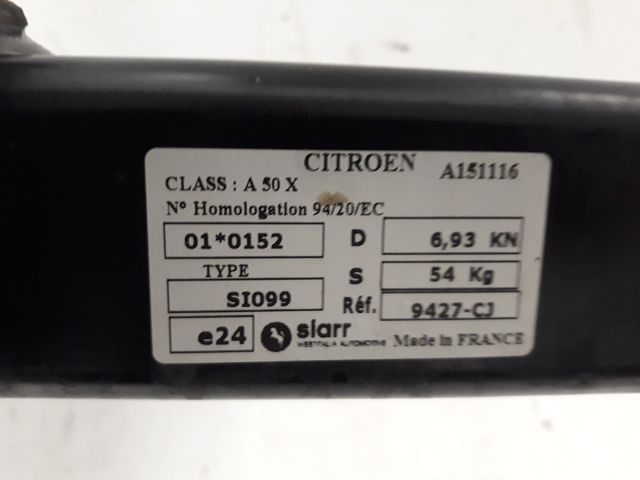 CITROEN A151116
CLASS : A 50 X
N° Homologation 94/20/EC
01*0152 D 6,93 KN
TYPE S 54 Kg
SI099 Réf. 9427-CJ
e24 siarr
WESTFALIA AUTOMOTIVE Made in FRANCE